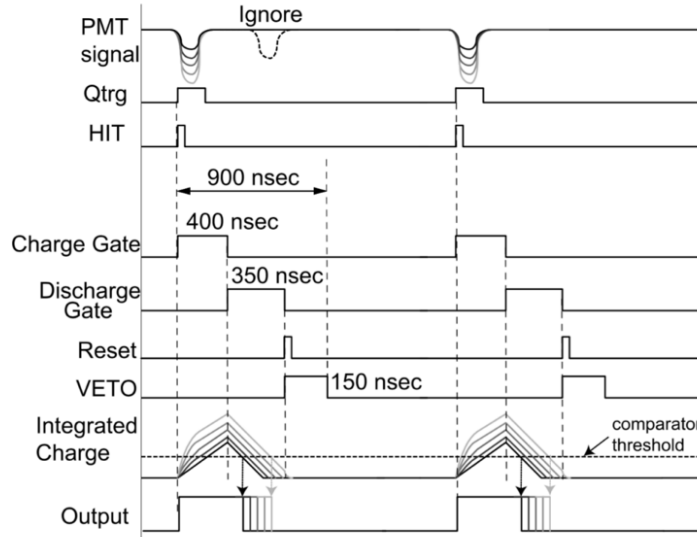 PMT
signal
Ignore
Qtrg
HIT
900 nsec
400 nsec
Charge Gate
350 nsec
Discharge
Gate
Reset
VETO
150 nsec
Integrated
Charge
comparator
threshold
Output